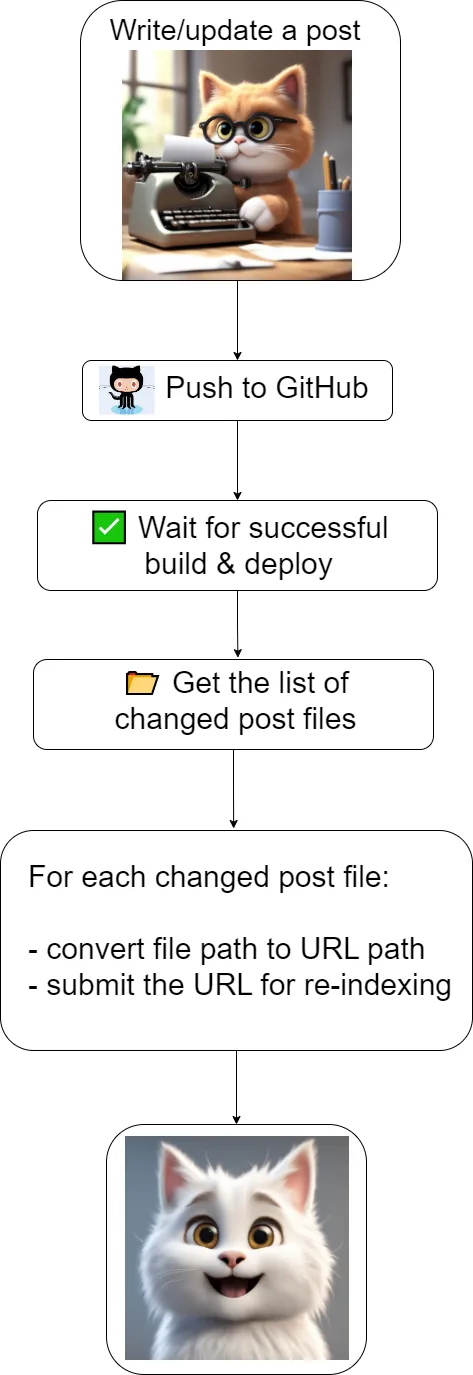 Write/update a post
Push to GitHub
Wait for successful
build & deploy
Get the list of
changed post files
For each changed post file:
- convert file path to URL path
- submit the URL for re-indexing